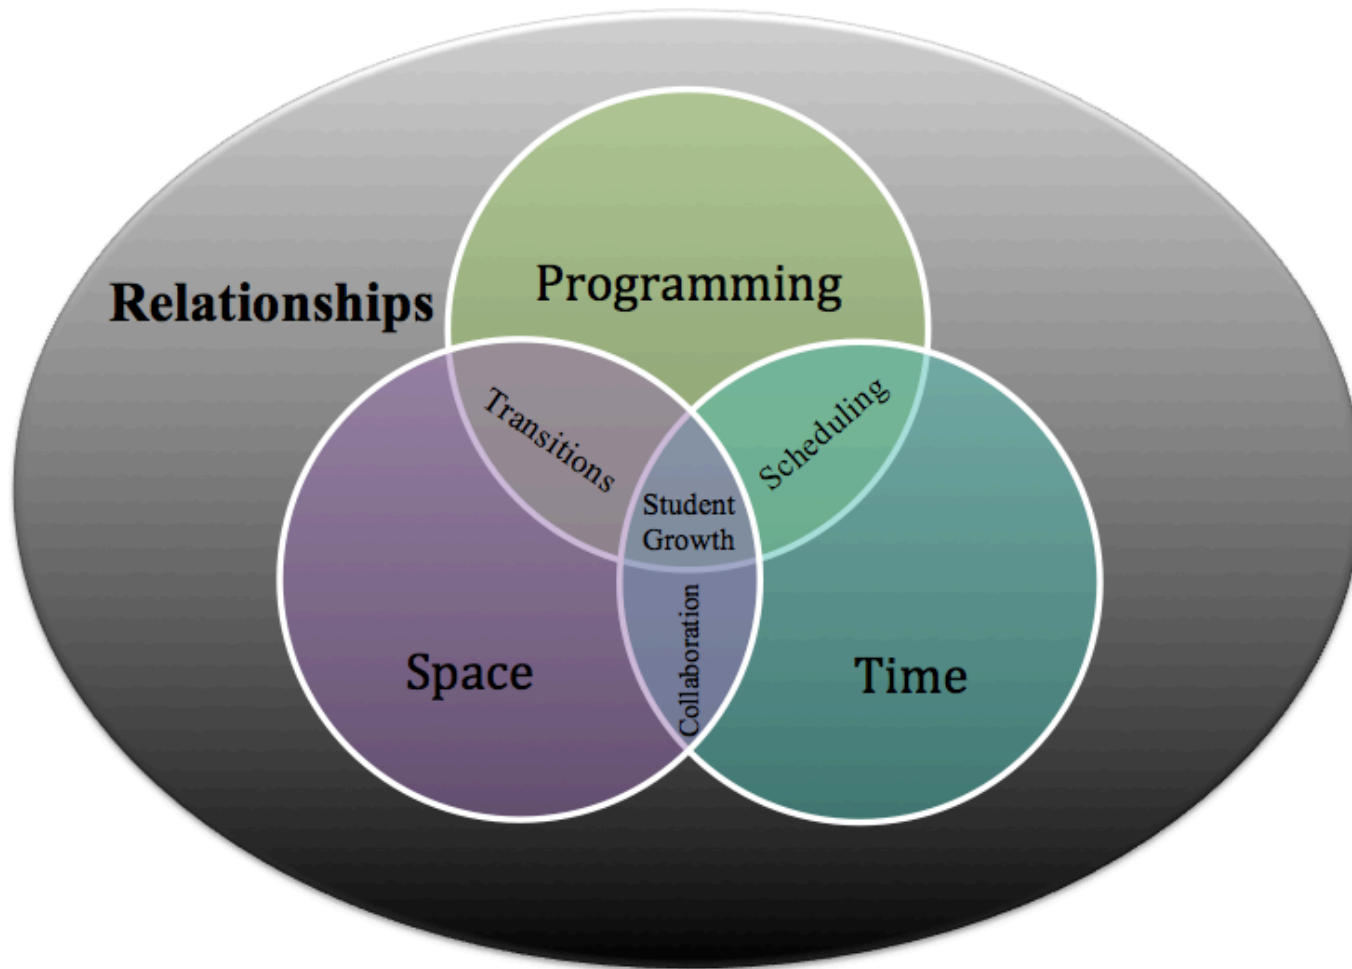 Programming
Relationships
Transitions
Scheduling
Student
Growth
Collaboration
Space
Time